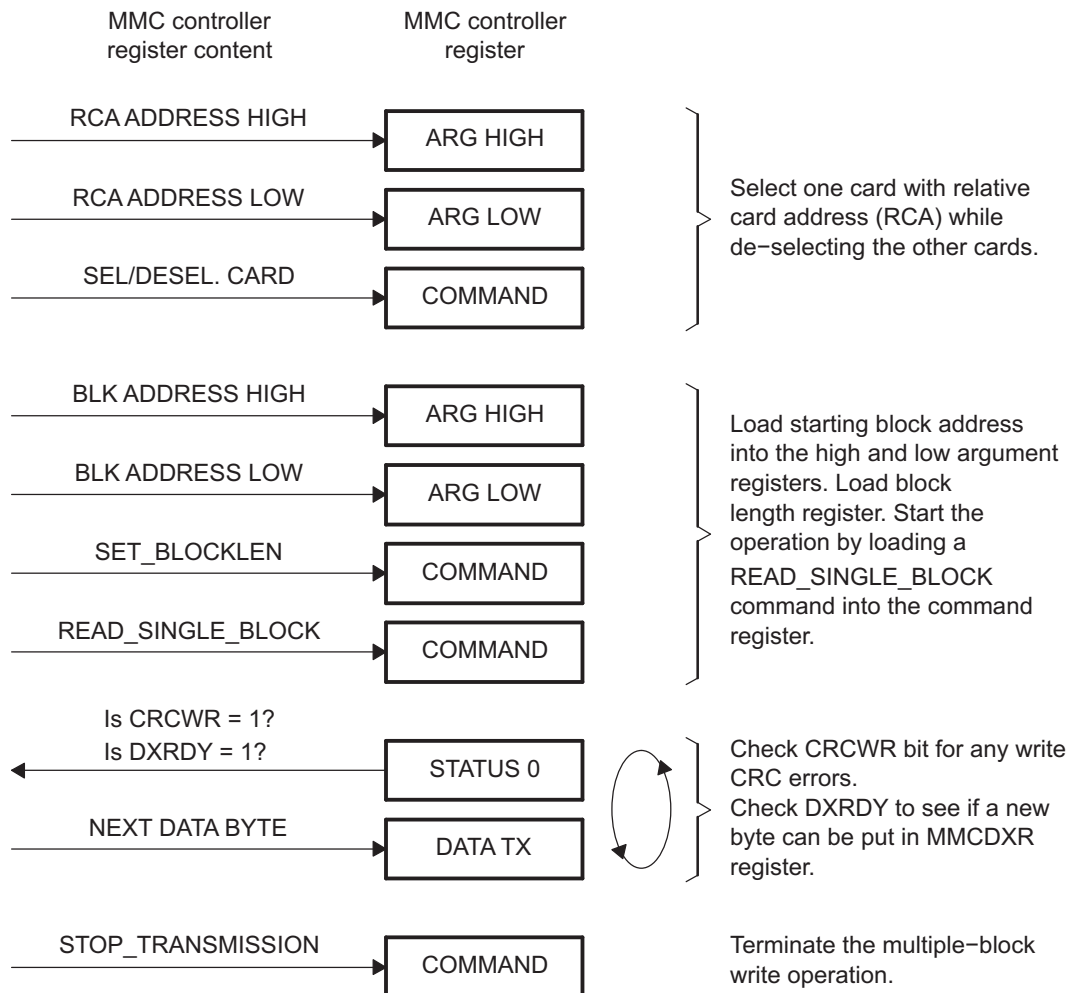 MMC controller
register content
MMC controller
register
RCA ADDRESS HIGH
ARG HIGH
RCA ADDRESS LOW
ARG LOW
SEL/DESEL. CARD
COMMAND
Select one card with relative
card address (RCA) while
de−selecting the other cards.
BLK ADDRESS HIGH
ARG HIGH
BLK ADDRESS LOW
ARG LOW
SET_BLOCKLEN
COMMAND
READ_SINGLE_BLOCK
COMMAND
Load starting block address
into the high and low argument
registers. Load block
length register. Start the
operation by loading a
READ_SINGLE_BLOCK
command into the command
register.
Is CRCWR = 1?
Is DXRDY = 1?
STATUS 0
NEXT DATA BYTE
DATA TX
Check CRCWR bit for any write
CRC errors.
Check DXRDY to see if a new
byte can be put in MMCDXR
register.
STOP_TRANSMISSION
COMMAND
Terminate the multiple−block
write operation.